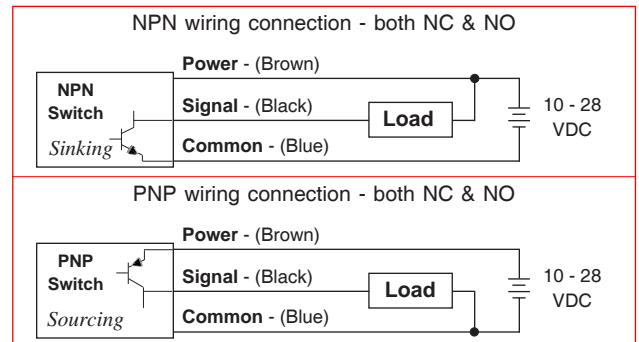 NPN wiring connection - both NC & NO
Power - (Brown)
NPN
Switch
Signal - (Black)
Load
10 - 28
VDC
Sinking
Common - (Blue)
PNP wiring connection - both NC & NO
Power - (Brown)
PNP
Switch
Signal - (Black)
Load
10 - 28
VDC
Sourcing
Common - (Blue)